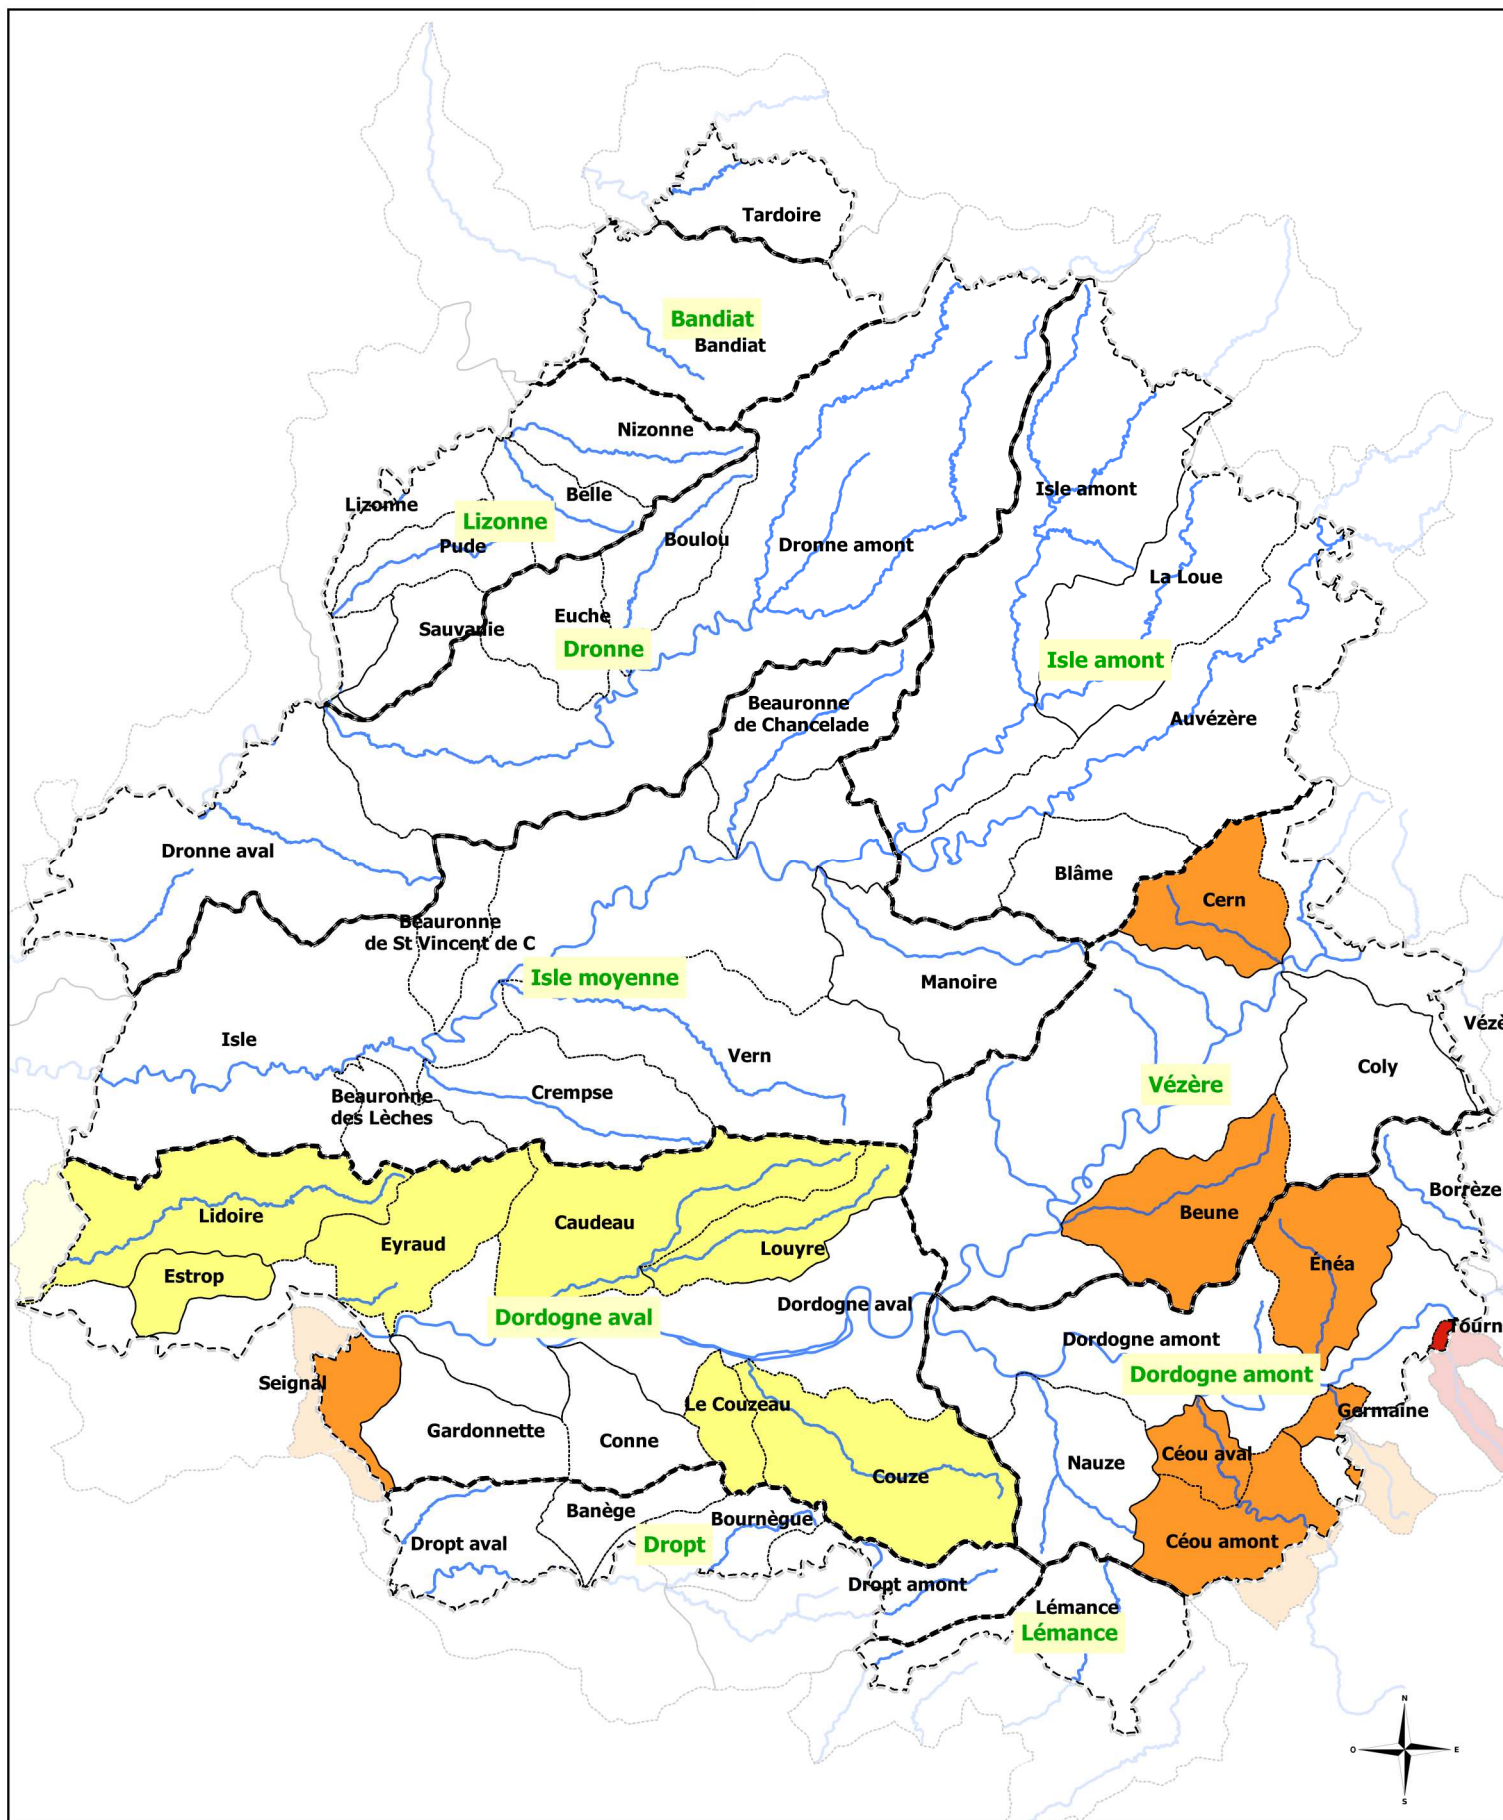 Tardoire
Bandiat
Bandiat
Nizonne
Belle
Lizonne
Lizonne
Pude
Boulou
Dronne amont
Isle amont
La Loue
Euche
Sauvanie
Dronne
Isle amont
Beauronne
de Chancelade
Auvézère
Dronne aval
Blâme
Cern
Beauronne
de St Vincent de C
Isle moyenne
Manoire
Isle
Vern
Coly
Vézè
Beauronne
des Lèches
Crempse
Vézère
Lidoire
Eyraud
Caudeau
Louyre
Beune
Borrèze
Estrop
Énéa
Dordogne aval
Dordogne aval
Dordogne amont
Tourn
Dordogne amont
Seignal
Le Couzeau
Germaine
Gardonnette
Conne
Céou aval
Nauze
Couze
Banège
Bournègue
Dropt aval
Dropt
Céou amont
Dropt amont
Lémance
Lémance
N
O
E
S